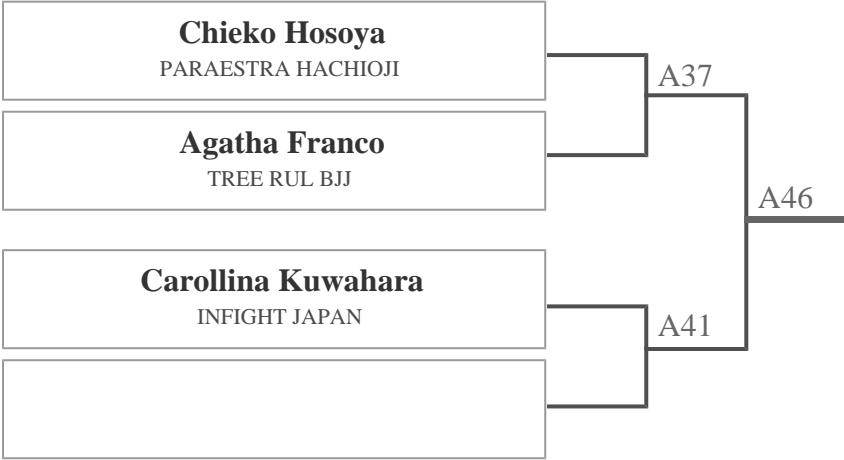 Chieko Hosoya
PARAESTRA HACHIOJI
A37
Agatha Franco
TREE RUL BJJ
A46
Carollina Kuwahara
INFIGHT JAPAN
A41